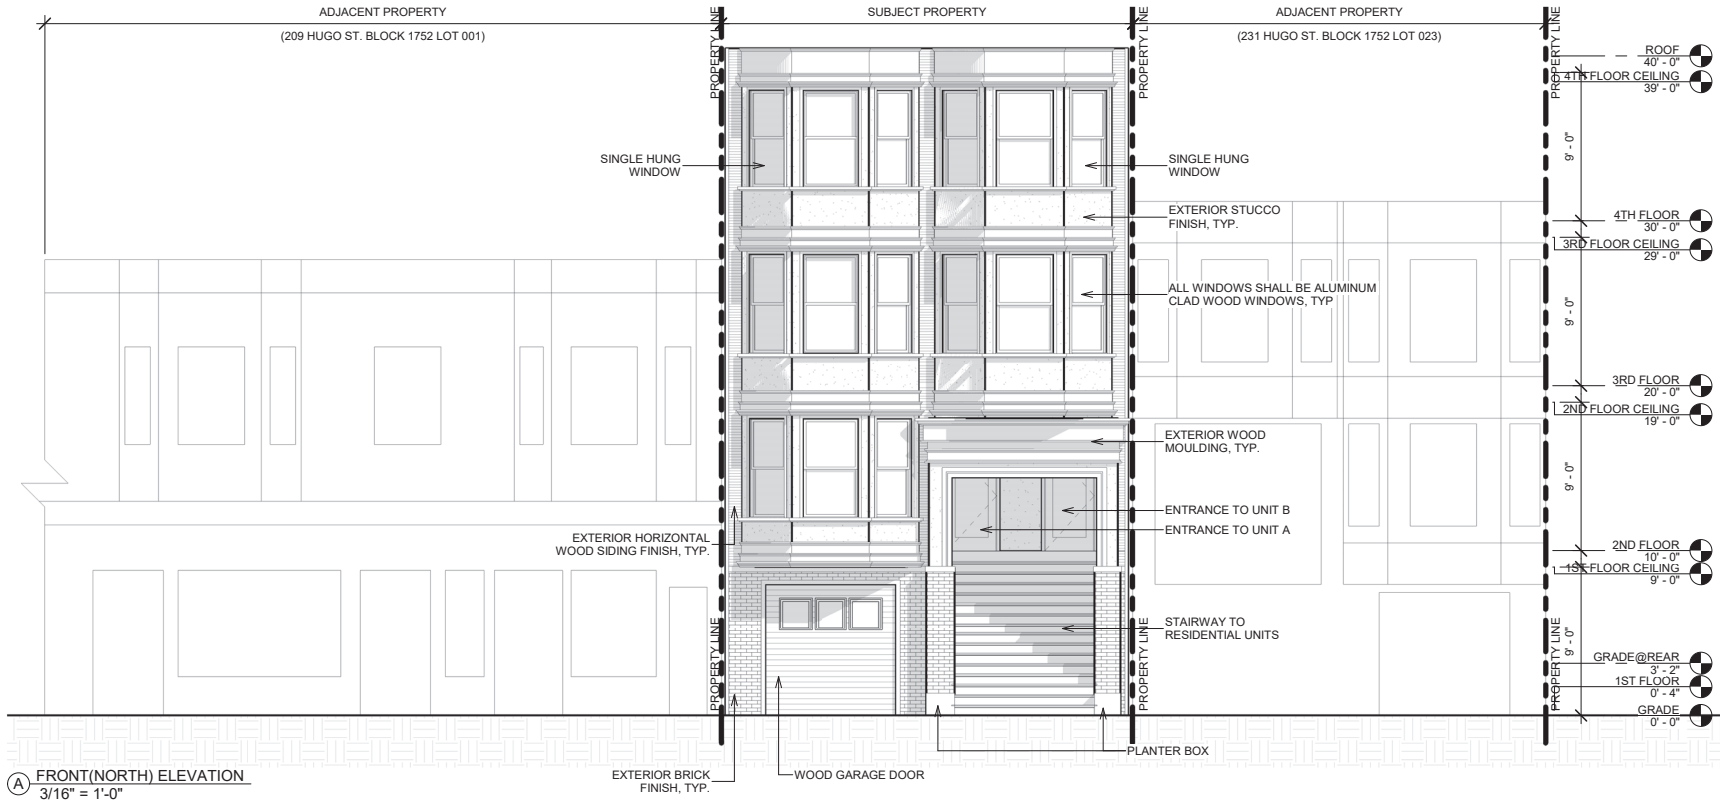 ADJACENT PROPERTY
(209 HUGO ST. BLOCK 1752 LOT 001)
SUBJECT PROPERTY
ADJACENT PROPERTY
(231 HUGO ST. BLOCK 1752 LOT 023)
PROPERTY LINE
PROPERTY LINE
PROPERTY LINE
ROOF
40' - 0"
4TH FLOOR CEILING
39' - 0"
9' - 0"
SINGLE HUNG
WINDOW
SINGLE HUNG
WINDOW
EXTERIOR STUCCO
FINISH, TYP.
4TH FLOOR
30' - 0"
3RD FLOOR CEILING
29' - 0"
ALL WINDOWS SHALL BE ALUMINUM
CLAD WOOD WINDOWS, TYP
9' - 0"
3RD FLOOR
20' - 0"
2ND FLOOR CEILING
19' - 0"
EXTERIOR WOOD
MOULDING, TYP.
9' - 0"
ENTRANCE TO UNIT B
ENTRANCE TO UNIT A
EXTERIOR HORIZONTAL
WOOD SIDING FINISH, TYP.
2ND FLOOR
10' - 0"
1ST FLOOR CEILING
9' - 0"
STAIRWAY TO
RESIDENTIAL UNITS
9' - 0"
PROPERTY LINE
PROPERTY LINE
PROPERTY LINE
GRADE@REAR
3' - 2"
1ST FLOOR
0' - 4"
GRADE
0' - 0"
PLANTER BOX
EXTERIOR BRICK
FINISH, TYP.
WOOD GARAGE DOOR
A FRONT(NORTH) ELEVATION
3/16" = 1'-0"